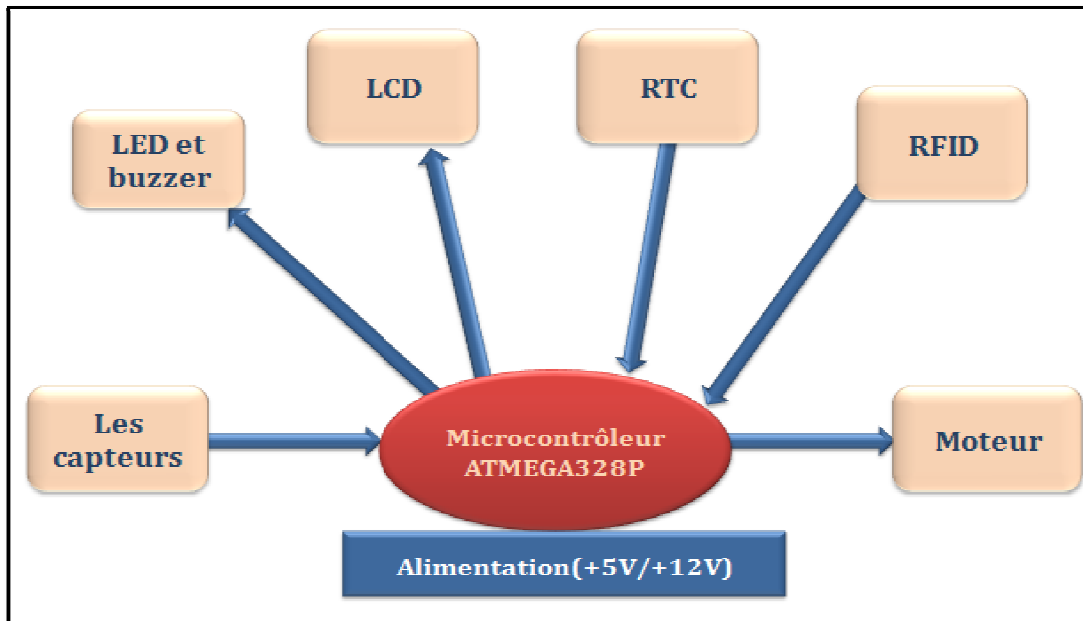 LCD
RTC
LED et
buzzer
RFID
Les
capteurs
Microcontrôleur
ATMEGA328P
Moteur
Alimentation(+5V/+12V)